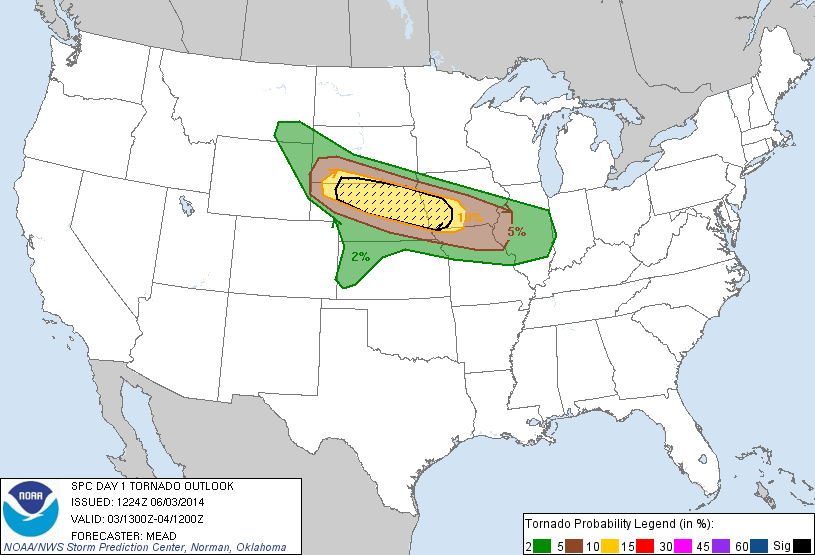 10%
5%
2%
NOAA
SPC DAY 1 TORNADO OUTLOOK
ISSUED: 1224Z 06/03/2014
VALID: 03/1300Z-04/1200Z
FORECASTER: MEAD
NOAA/NWS Storm Prediction Center, Norman, Oklahoma
Tornado Probability Legend (in %):
2 5 10 15 30 45 60 Sig